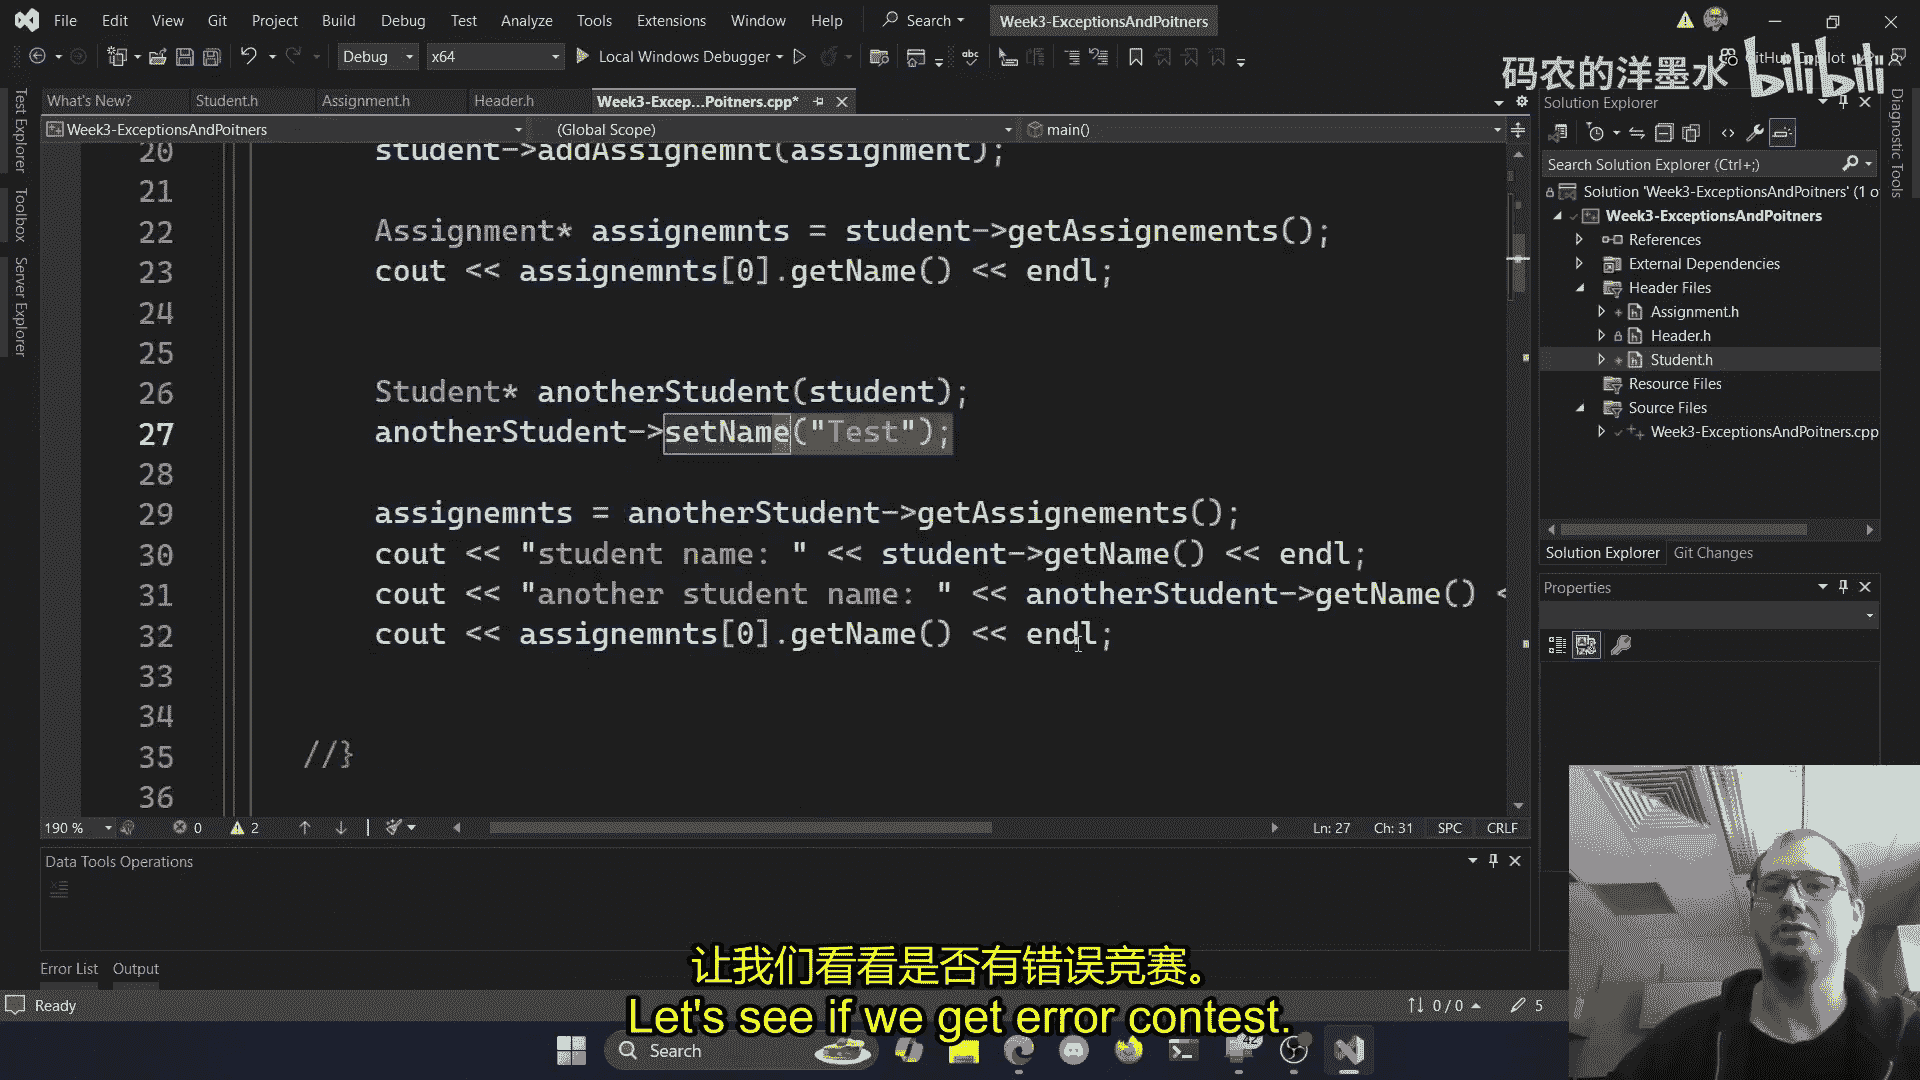 File Edit View Git Project Build Debug Test Analyze Tools Extensions Window Help Search Week3-ExceptionsAndPoitners
Debug x64 Local Windows Debugger
码农的洋墨水 bilibili
What's New? Student.h Assignment.h Header.h Week3-Excep...Poitners.cpp*
Week3-ExceptionsAndPoitners (Global Scope) main()
20 student->addAssignemnt(assignment);
21
22 Assignment* assignemnts = student->getAssignements();
23 cout << assignemnts[0].getName() << endl;
24
25
26 Student* anotherStudent(student);
27 anotherStudent->setName("Test");
28
29 assignemnts = anotherStudent->getAssignements();
30 cout << "student name: " << student->getName() << endl;
31 cout << "another student name: " << anotherStudent->getName() <
32 cout << assignemnts[0].getName() << endl;
33
34
35 //}
36
190 % 0 2 Ln: 27 Ch: 31 SPC CRLF
Data Tools Operations
Error List Output
Ready 0 / 0 5
Test Explorer
Toolbox
Server Explorer
Solution Explorer
Search Solution Explorer (Ctrl+;)
Solution 'Week3-ExceptionsAndPoitners' (1 o
Week3-ExceptionsAndPoitners
References
External Dependencies
Header Files
Assignment.h
Header.h
Student.h
Resource Files
Source Files
Week3-ExceptionsAndPoitners.cpp
Solution Explorer Git Changes
Properties
Diagnostic Tools
让我们看看是否有错误竞赛。
Let's see if we get error contest.
Search
42